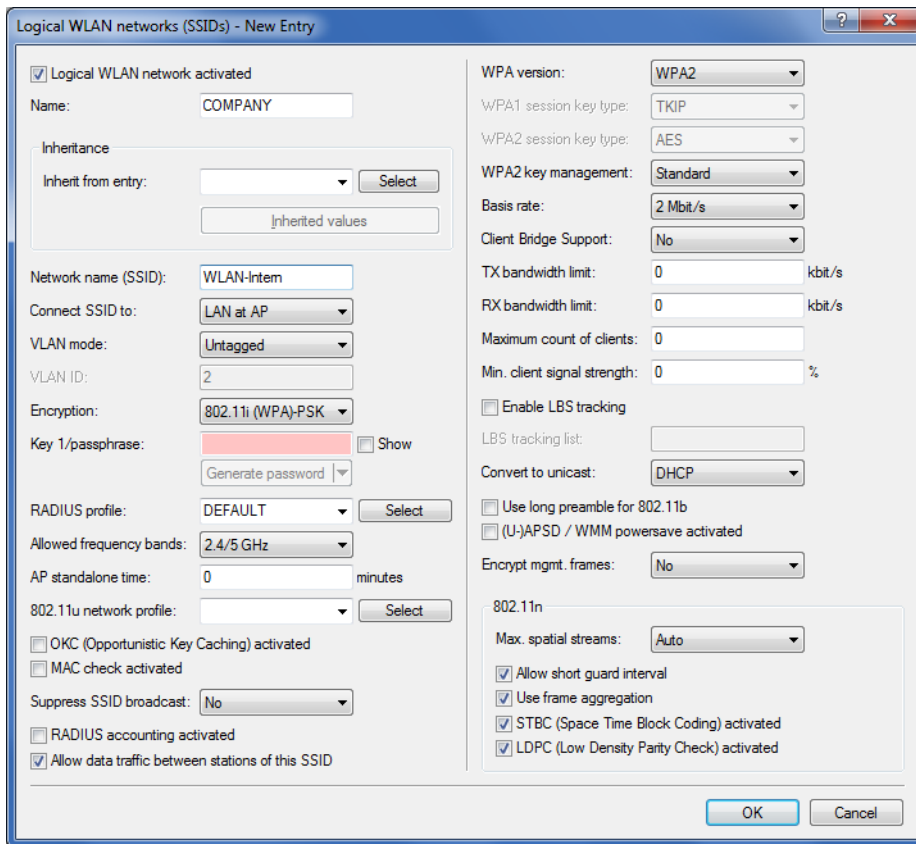 Logical WLAN networks (SSIDs) - New Entry
Logical WLAN network activated
Name: COMPANY
Inheritance
Inherit from entry: Select
Inherited values
Network name (SSID): WLAN-Intern
Connect SSID to: LAN at AP
VLAN mode: Untagged
VLAN ID: 2
Encryption: 802.11i (WPA)-PSK
Key 1/passphrase: Show
Generate password
RADIUS profile: DEFAULT Select
Allowed frequency bands: 2.4/5 GHz
AP standalone time: 0 minutes
802.11u network profile: Select
OKC (Opportunistic Key Caching) activated
MAC check activated
Suppress SSID broadcast: No
RADIUS accounting activated
Allow data traffic between stations of this SSID
WPA version: WPA2
WPA1 session key type: TKIP
WPA2 session key type: AES
WPA2 key management: Standard
Basis rate: 2 Mbit/s
Client Bridge Support: No
TX bandwidth limit: 0 kbit/s
RX bandwidth limit: 0 kbit/s
Maximum count of clients: 0
Min. client signal strength: 0 %
Enable LBS tracking
LBS tracking list:
Convert to unicast: DHCP
Use long preamble for 802.11b
(U-)APSD / WMM powersave activated
Encrypt mgmt. frames: No
802.11n
Max. spatial streams: Auto
Allow short guard interval
Use frame aggregation
STBC (Space Time Block Coding) activated
LDPC (Low Density Parity Check) activated
OK Cancel